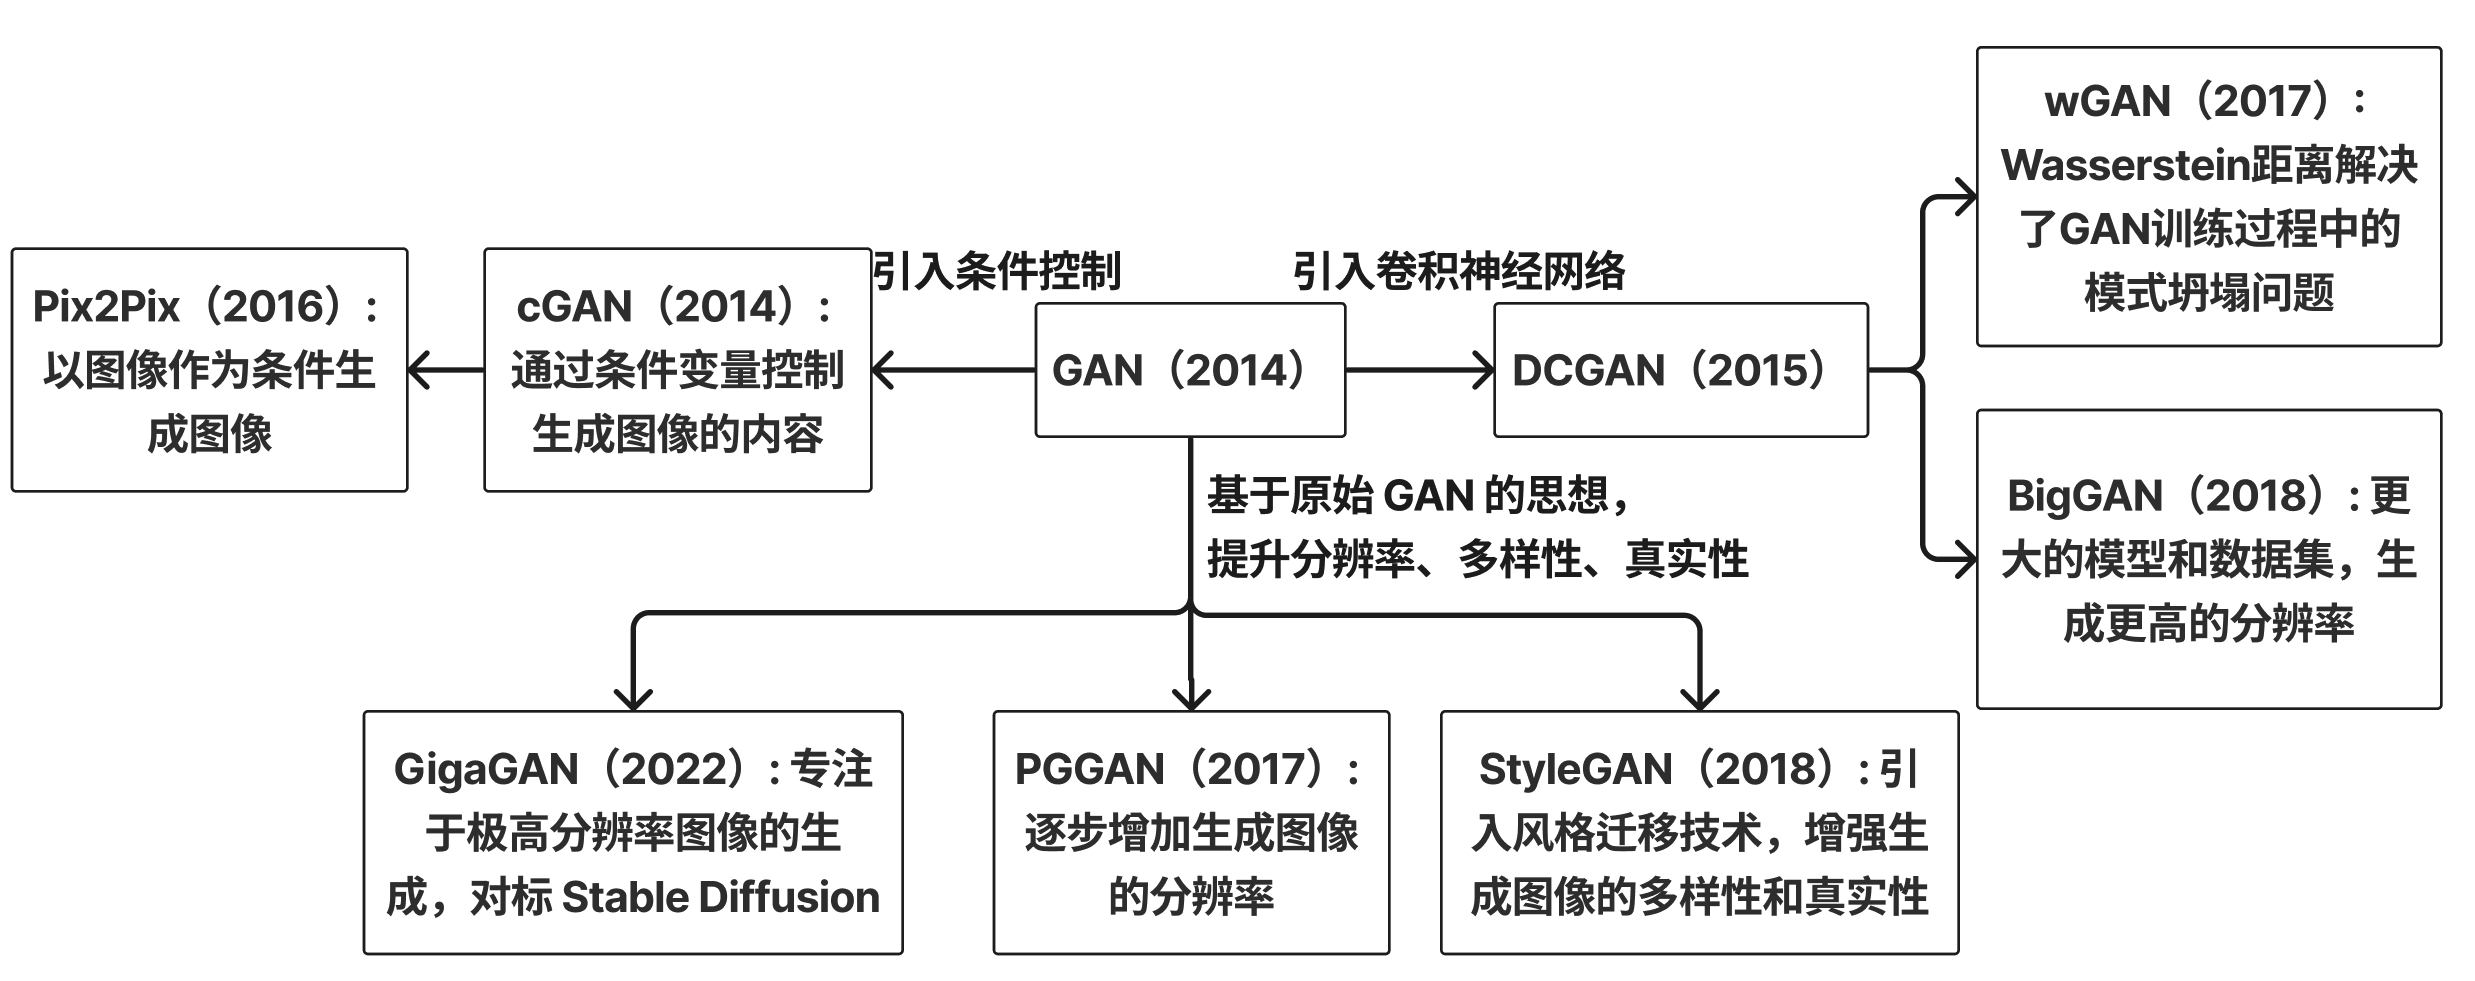 wGAN（2017）：
Wasserstein距离解决
了GAN训练过程中的
模式坍塌问题
引入条件控制
引入卷积神经网络
Pix2Pix（2016）：
以图像作为条件生
成图像
cGAN（2014）：
通过条件变量控制
生成图像的内容
GAN（2014）
DCGAN（2015）
基于原始 GAN 的思想，
提升分辨率、多样性、真实性
BigGAN（2018）：更
大的模型和数据集，生
成更高的分辨率
GigaGAN（2022）：专注
于极高分辨率图像的生
成，对标 Stable Diffusion
PGGAN（2017）：
逐步增加生成图像
的分辨率
StyleGAN（2018）：引
入风格迁移技术，增强生
成图像的多样性和真实性